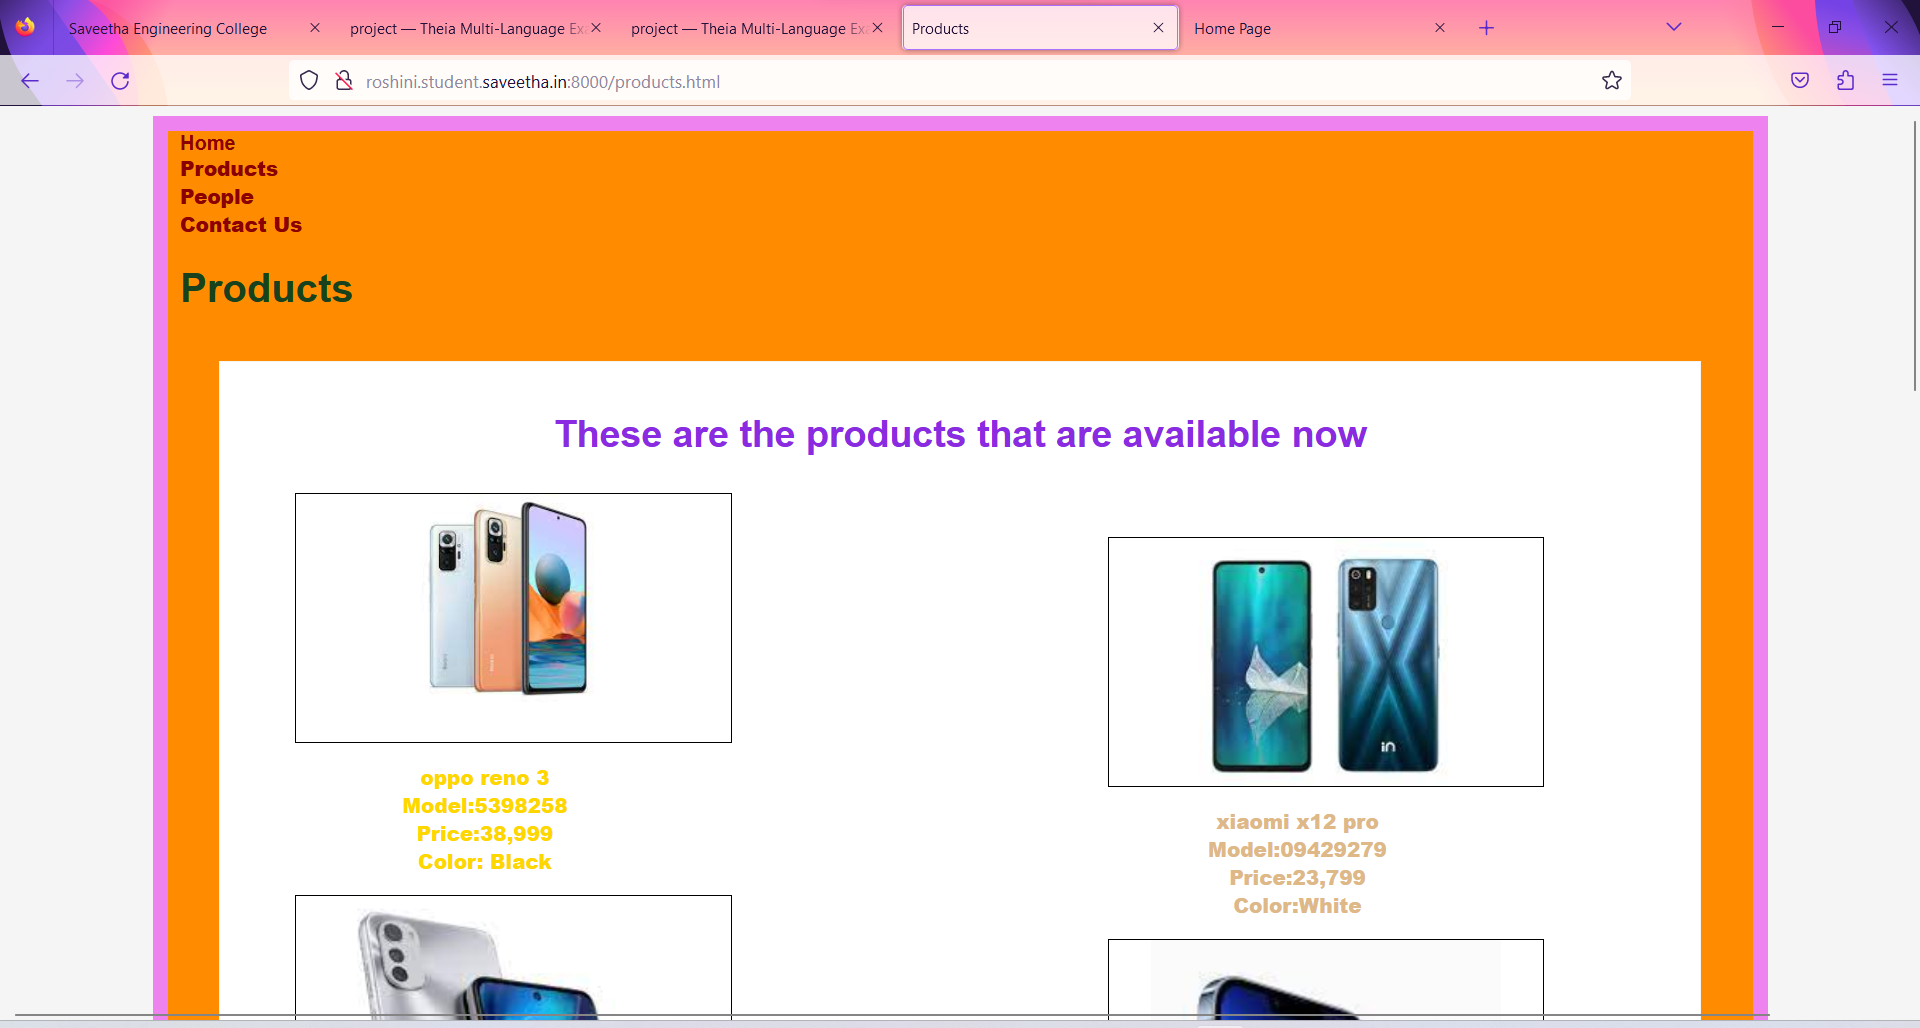 Saveetha Engineering College
project — Theia Multi-Language Ex
project — Theia Multi-Language Ex
Products
Home Page
roshini.student.saveetha.in:8000/products.html
Home
Products
People
Contact Us
Products
These are the products that are available now
in
oppo reno 3
Model:5398258
Price:38,999
Color: Black
xiaomi x12 pro
Model:09429279
Price:23,799
Color:White